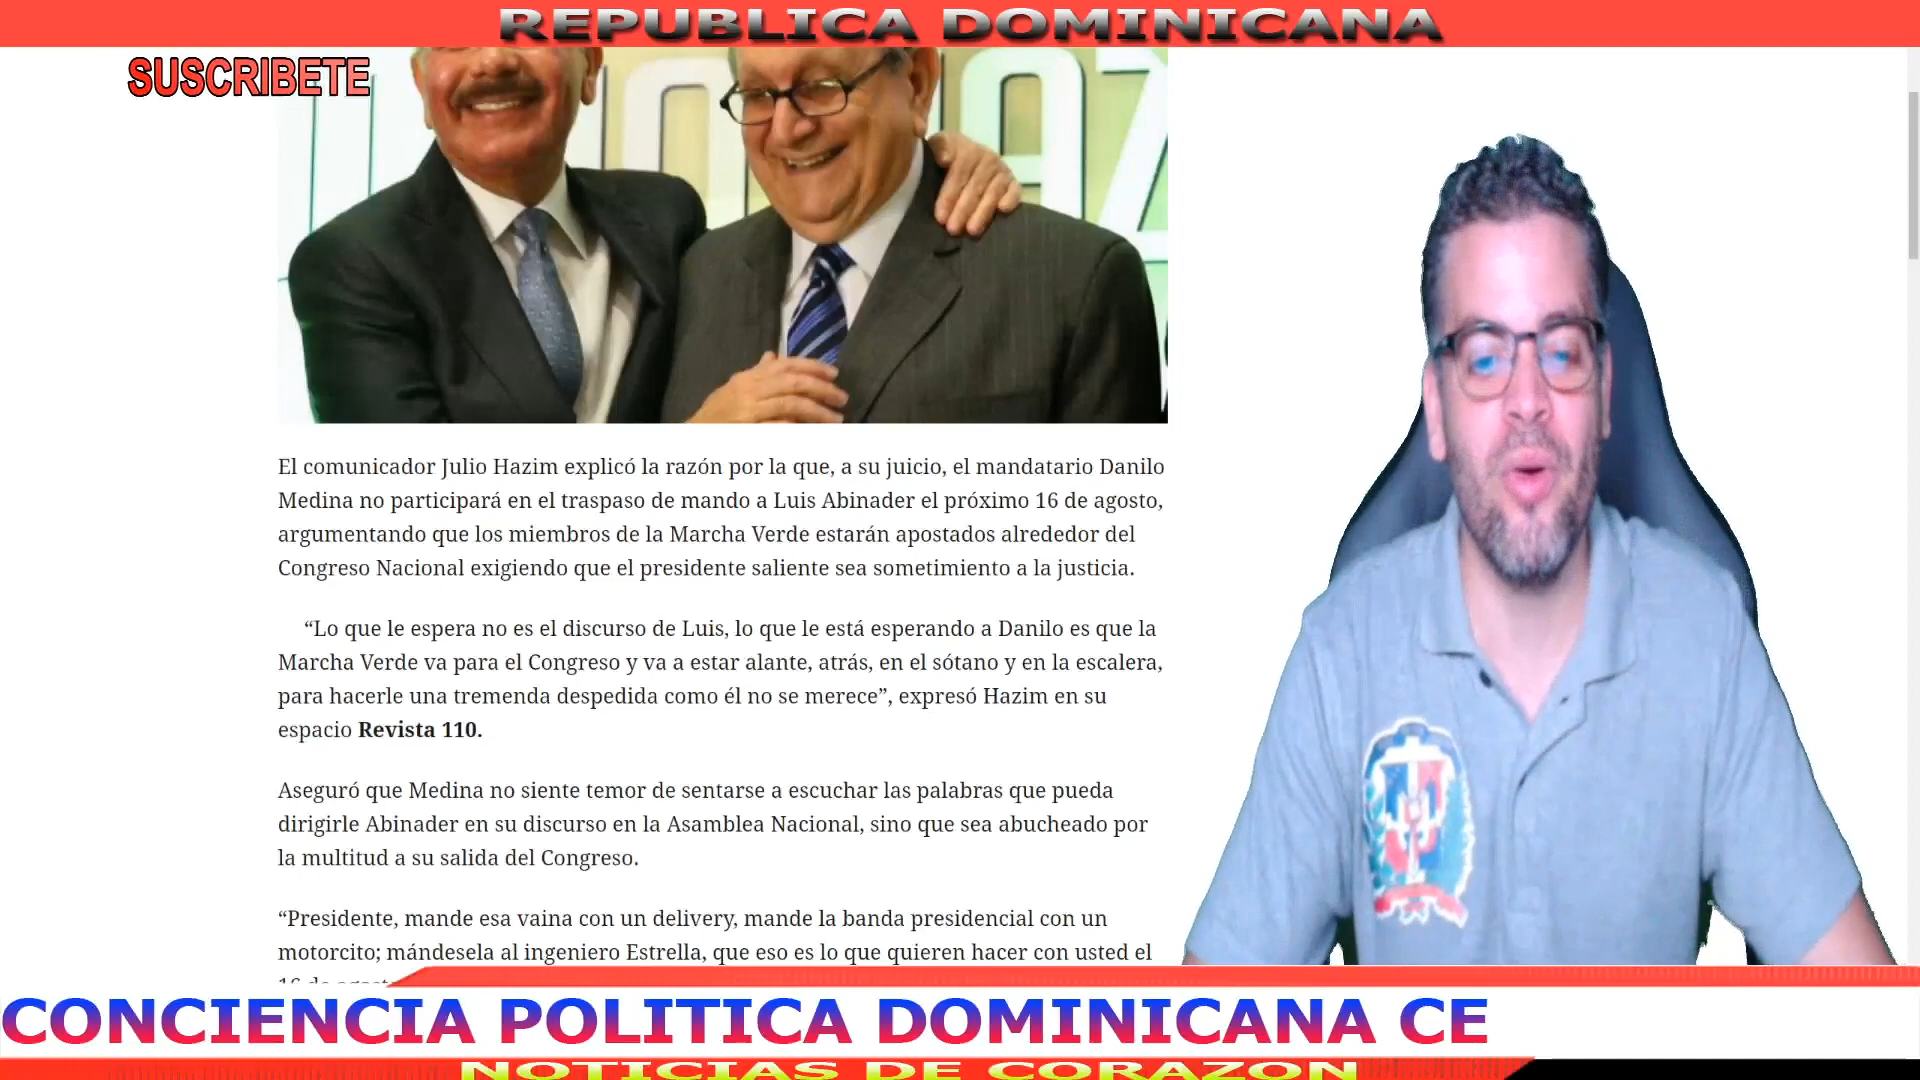 REPUBLICA DOMINICANA
SUSCRIBETE
El comunicador Julio Hazim explicó la razón por la que, a su juicio, el mandatario Danilo
Medina no participará en el traspaso de mando a Luis Abinader el próximo 16 de agosto,
argumentando que los miembros de la Marcha Verde estarán apostados alrededor del
Congreso Nacional exigiendo que el presidente saliente sea sometimiento a la justicia.
“Lo que le espera no es el discurso de Luis, lo que le está esperando a Danilo es que la
Marcha Verde va para el Congreso y va a estar alante, atrás, en el sótano y en la escalera,
para hacerle una tremenda despedida como él no se merece”, expresó Hazim en su
espacio Revista 110.
Aseguró que Medina no siente temor de sentarse a escuchar las palabras que pueda
dirigirle Abinader en su discurso en la Asamblea Nacional, sino que sea abucheado por
la multitud a su salida del Congreso.
“Presidente, mande esa vaina con un delivery, mande la banda presidencial con un
motorcito; mándesela al ingeniero Estrella, que eso es lo que quieren hacer con usted el
16 de agosto
CONCIENCIA POLITICA DOMINICANA CE
NOTICIAS DE CORAZON